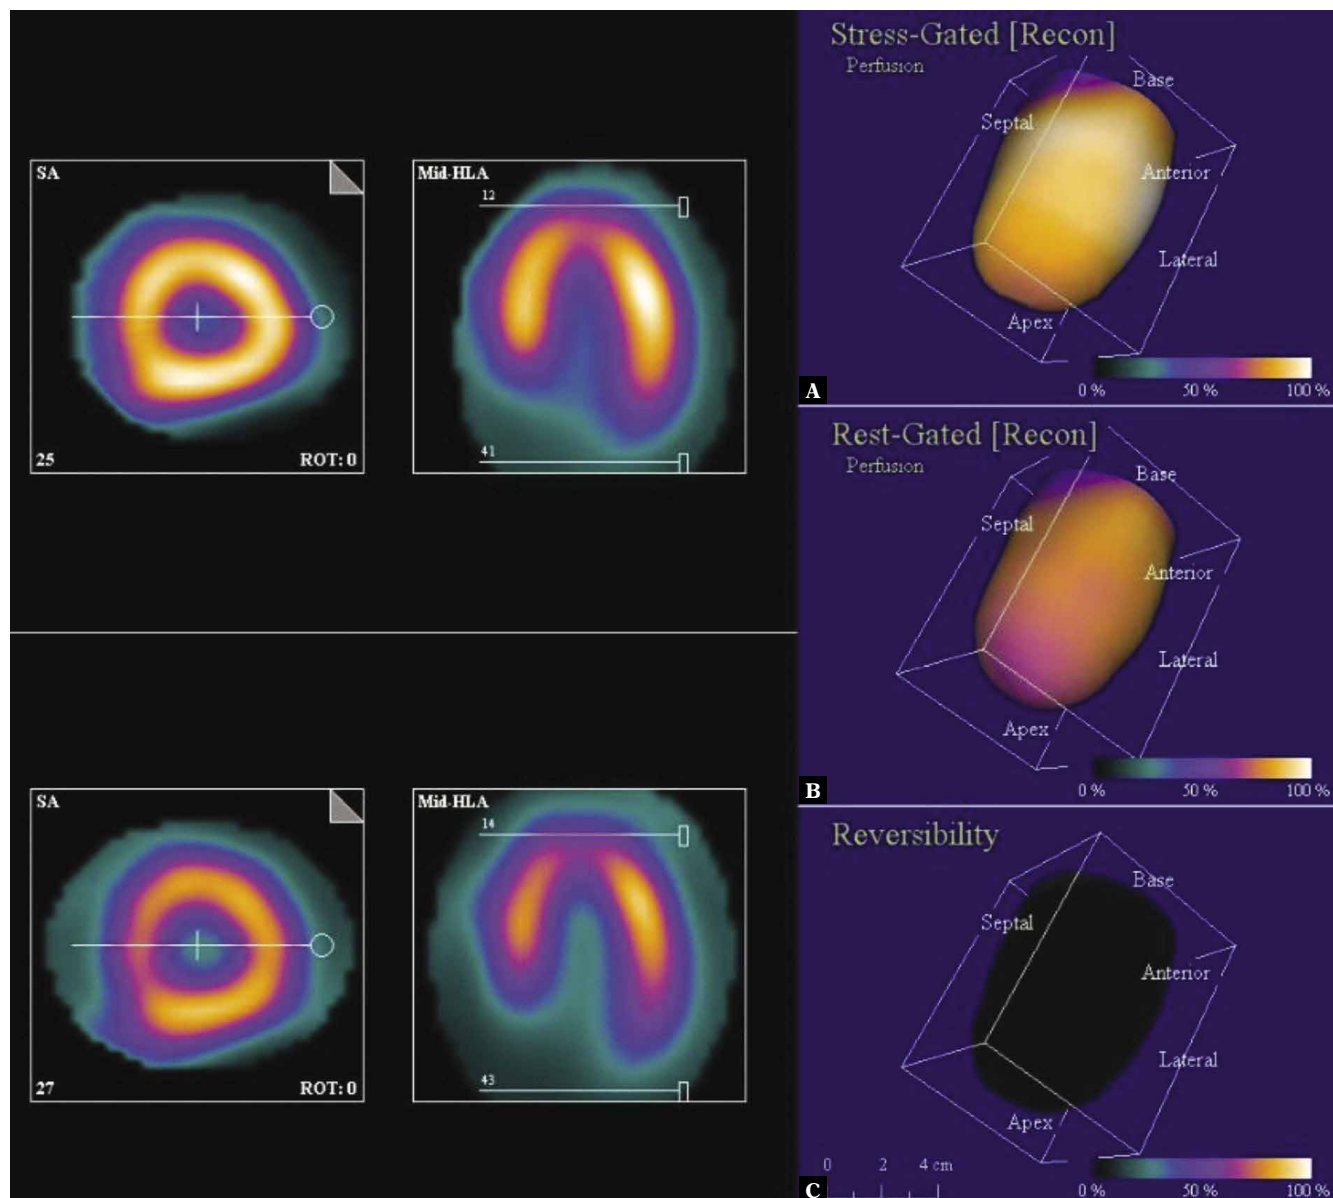 SA
25
ROT: 0
Mid-HLA
12
41
SA
27
ROT: 0
Mid-HLA
14
43
Stress-Gated [Recon]
Perfusion
Base
Septal
Anterior
Lateral
Apex
0 % 50 % 100 %
A
Rest-Gated [Recon]
Perfusion
Base
Septal
Anterior
Lateral
Apex
0 % 50 % 100 %
B
Reversibility
Base
Septal
Anterior
Lateral
Apex
0 2 4 cm
0 % 50 % 100 %
C